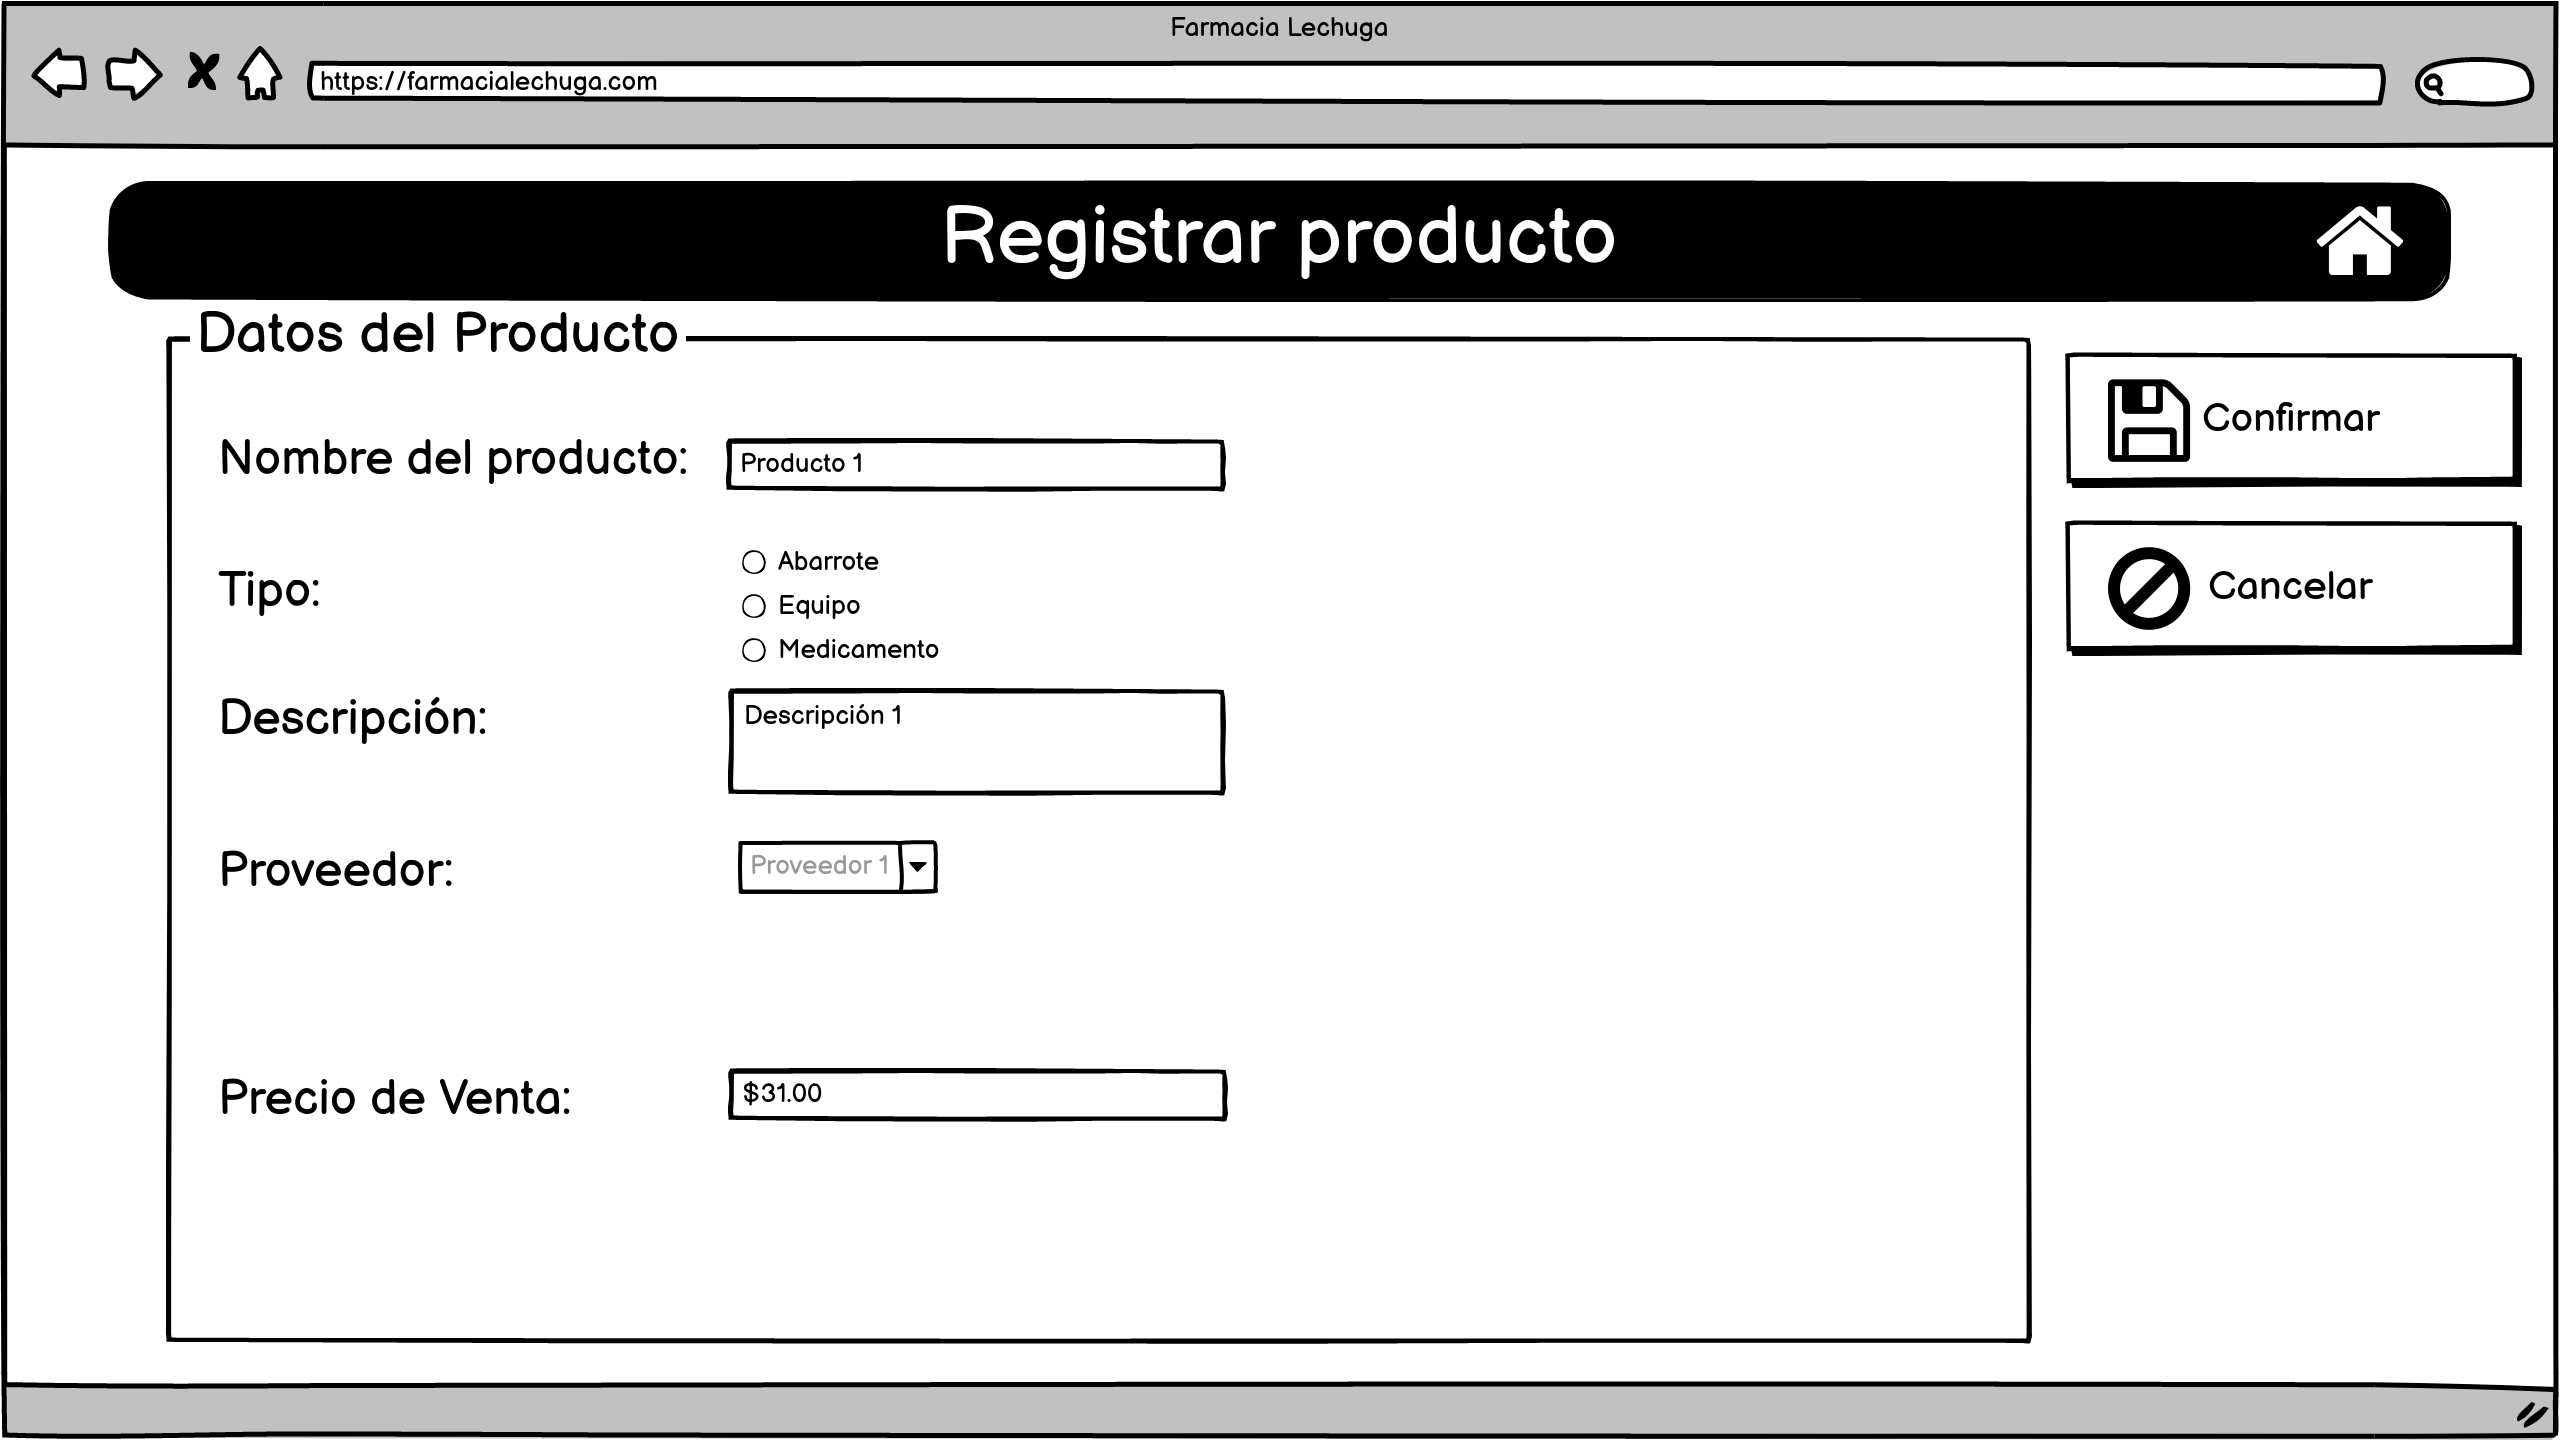 Farmacia Lechuga
https://farmacialechuga.com
Registrar producto
Datos del Producto
Nombre del producto: Producto 1
Tipo:
Abarrote
Equipo
Medicamento
Descripción: Descripción 1
Proveedor: Proveedor 1
Precio de Venta: $31.00
Confirmar
Cancelar